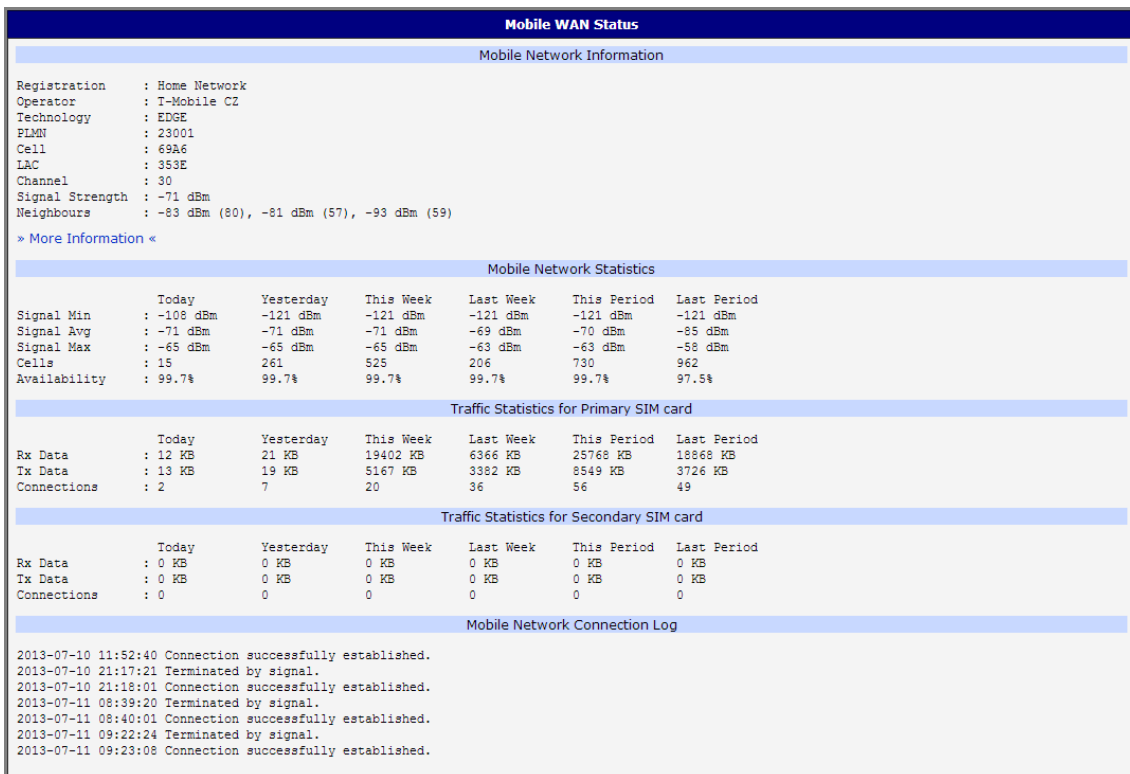 Mobile WAN Status
Mobile Network Information
Registration : Home Network
Operator : T-Mobile CZ
Technology : EDGE
PLMN : 23001
Cell : 69A6
LAC : 353E
Channel : 30
Signal Strength : -71 dBm
Neighbours : -83 dBm (80), -81 dBm (57), -93 dBm (59)
» More Information «
Mobile Network Statistics
Today Yesterday This Week Last Week This Period Last Period
Signal Min : -108 dBm -121 dBm -121 dBm -121 dBm -121 dBm -121 dBm
Signal Avg : -71 dBm -71 dBm -71 dBm -69 dBm -70 dBm -85 dBm
Signal Max : -65 dBm -65 dBm -65 dBm -63 dBm -63 dBm -58 dBm
Cells : 15 261 525 206 730 962
Availability : 99.7% 99.7% 99.7% 99.7% 99.7% 97.5%
Traffic Statistics for Primary SIM card
Today Yesterday This Week Last Week This Period Last Period
Rx Data : 12 KB 21 KB 19402 KB 6366 KB 25768 KB 18868 KB
Tx Data : 13 KB 19 KB 5167 KB 3382 KB 8549 KB 3726 KB
Connections : 2 7 20 36 56 49
Traffic Statistics for Secondary SIM card
Today Yesterday This Week Last Week This Period Last Period
Rx Data : 0 KB 0 KB 0 KB 0 KB 0 KB 0 KB
Tx Data : 0 KB 0 KB 0 KB 0 KB 0 KB 0 KB
Connections : 0 0 0 0 0 0
Mobile Network Connection Log
2013-07-10 11:52:40 Connection successfully established.
2013-07-10 21:17:21 Terminated by signal.
2013-07-10 21:18:01 Connection successfully established.
2013-07-11 08:39:20 Terminated by signal.
2013-07-11 08:40:01 Connection successfully established.
2013-07-11 09:22:24 Terminated by signal.
2013-07-11 09:23:08 Connection successfully established.